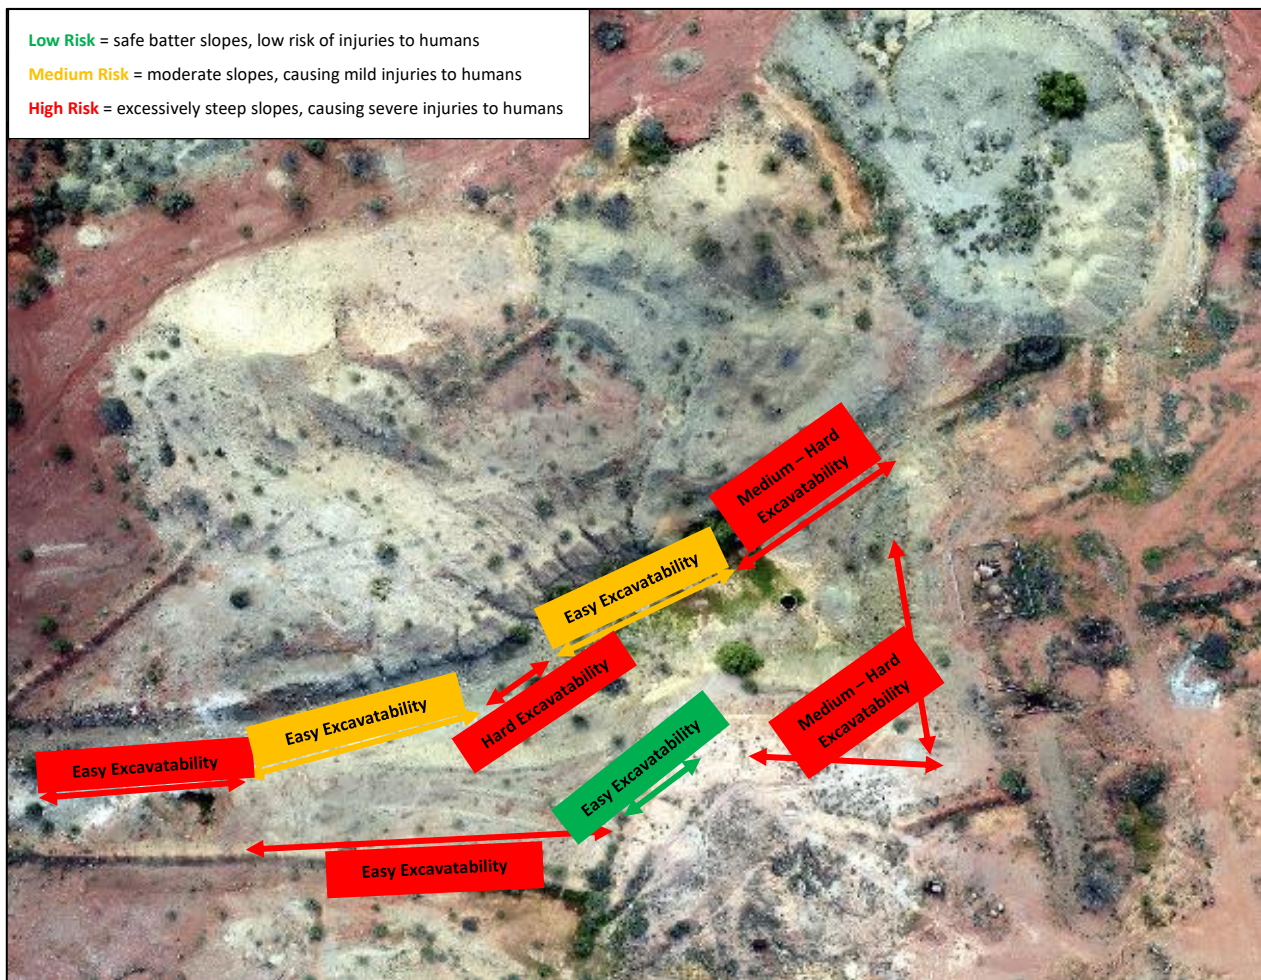 Low Risk = safe batter slopes, low risk of injuries to humans
Medium Risk = moderate slopes, causing mild injuries to humans
High Risk = excessively steep slopes, causing severe injuries to humans
Medium – Hard
Excavatability
Easy Excavatability
Hard Excavatability
Medium – Hard
Excavatability
Easy Excavatability
Easy Excavatability
Easy Excavatability
Easy Excavatability